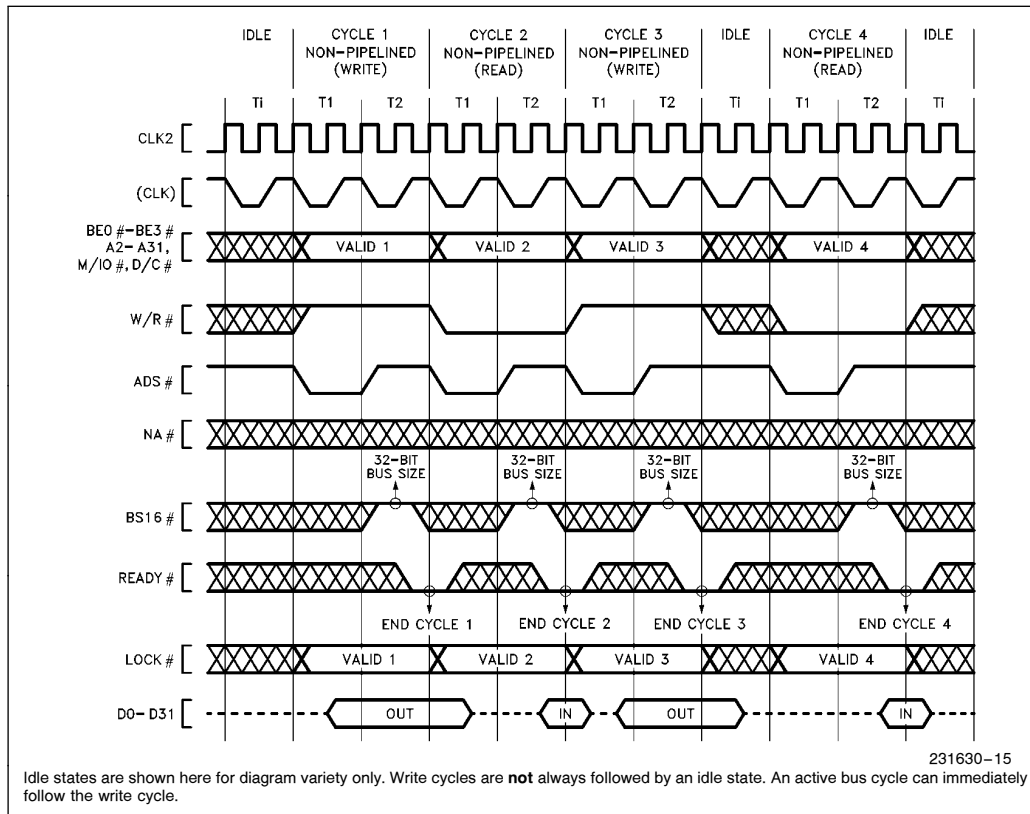 IDLE
CYCLE 1
NON-PIPELINED
(WRITE)
CYCLE 2
NON-PIPELINED
(READ)
CYCLE 3
NON-PIPELINED
(WRITE)
IDLE
CYCLE 4
NON-PIPELINED
(READ)
IDLE
Ti T1 T2 T1 T2 T1 T2 Ti T1 T2 Ti
CLK2
(CLK)
BE0 #-BE3 #
A2-A31,
M/IO #, D/C #
VALID 1 VALID 2 VALID 3 VALID 4
W/R #
ADS #
NA #
32-BIT
BUS SIZE
32-BIT
BUS SIZE
32-BIT
BUS SIZE
32-BIT
BUS SIZE
BS16 #
READY #
END CYCLE 1 END CYCLE 2 END CYCLE 3 END CYCLE 4
LOCK #
VALID 1 VALID 2 VALID 3 VALID 4
D0-D31
OUT IN OUT IN
231630-15
Idle states are shown here for diagram variety only. Write cycles are not always followed by an idle state. An active bus cycle can immediately
follow the write cycle.